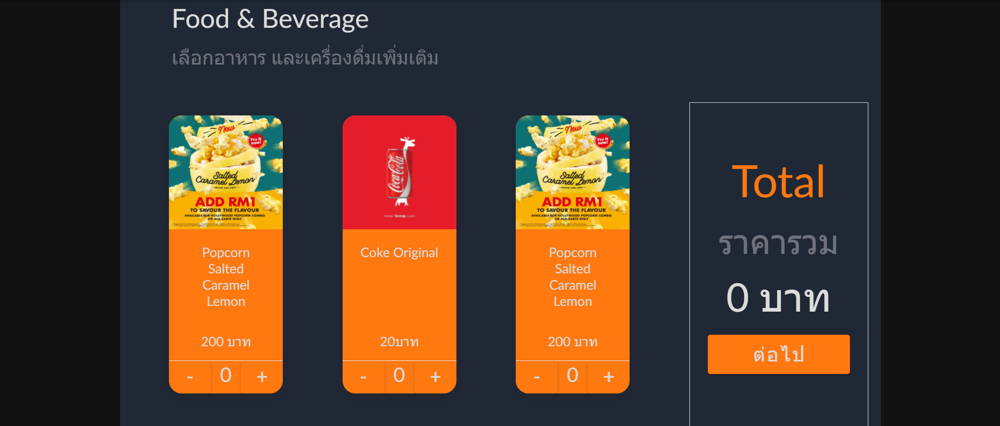 Food & Beverage
เลือกอาหาร และเครื่องดื่มเพิ่มเติม
New
Try it
now!
Salted
Caramel Lemon
• LIMITED TIME ONLY •
ADD RM1
TO SAVOUR THE FLAVOUR
AVAILABLE FOR HOLLYWOOD POPCORN COMBO
OR ALA-CARTE ONLY
Popcorn
Salted
Caramel
Lemon
200 บาท
- 0 +
Coca-Cola
new long can
Coke Original
20บาท
- 0 +
New
Try it
now!
Salted
Caramel Lemon
• LIMITED TIME ONLY •
ADD RM1
TO SAVOUR THE FLAVOUR
AVAILABLE FOR HOLLYWOOD POPCORN COMBO
OR ALA-CARTE ONLY
Popcorn
Salted
Caramel
Lemon
200 บาท
- 0 +
Total
ราคารวม
0 บาท
ต่อไป